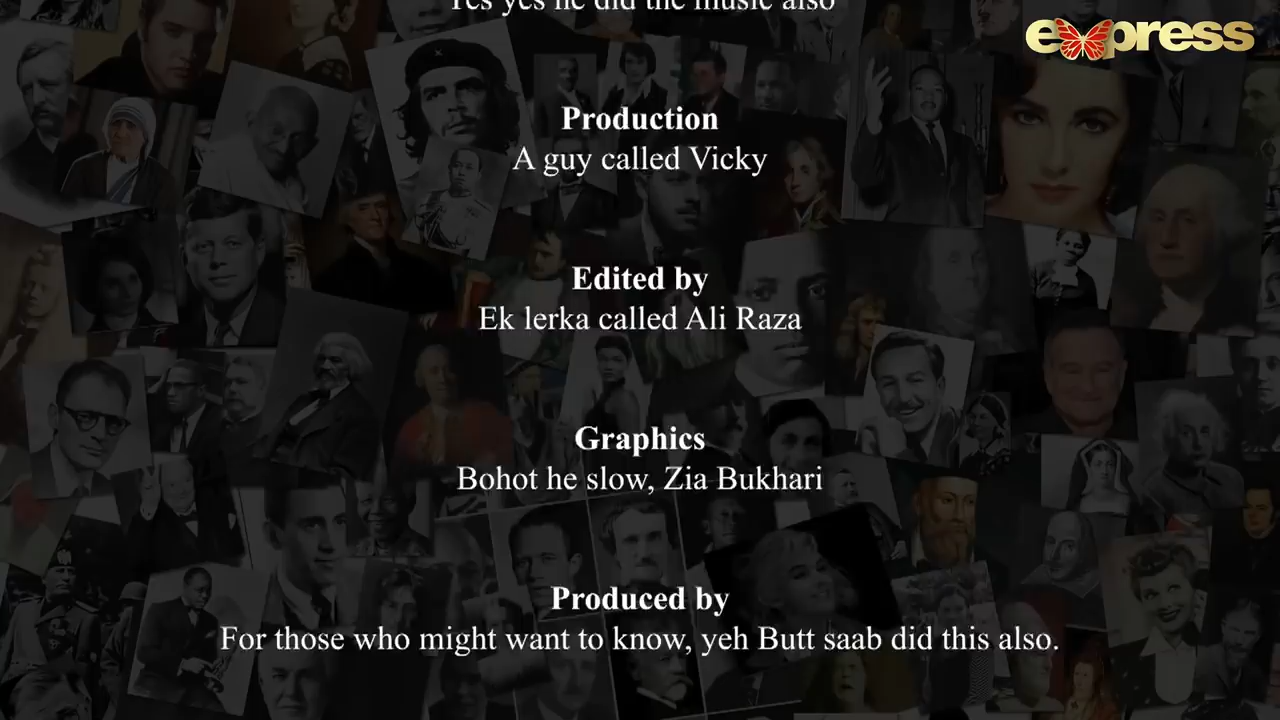 Yes yes he did the music also
express
Production
A guy called Vicky
Edited by
Ek lerka called Ali Raza
Graphics
Bohot he slow, Zia Bukhari
Produced by
For those who might want to know, yeh Butt saab did this also.